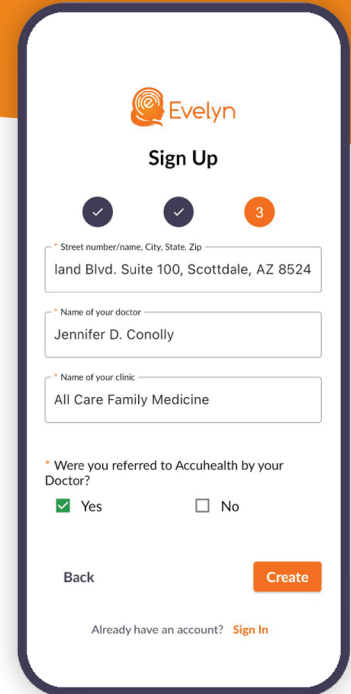 Evelyn
Sign Up
3
* Street number/name, City, State, Zip
land Blvd. Suite 100, Scottdale, AZ 8524
* Name of your doctor
Jennifer D. Conolly
* Name of your clinic
All Care Family Medicine
* Were you referred to Accuhealth by your
Doctor?
Yes No
Back Create
Already have an account? Sign In